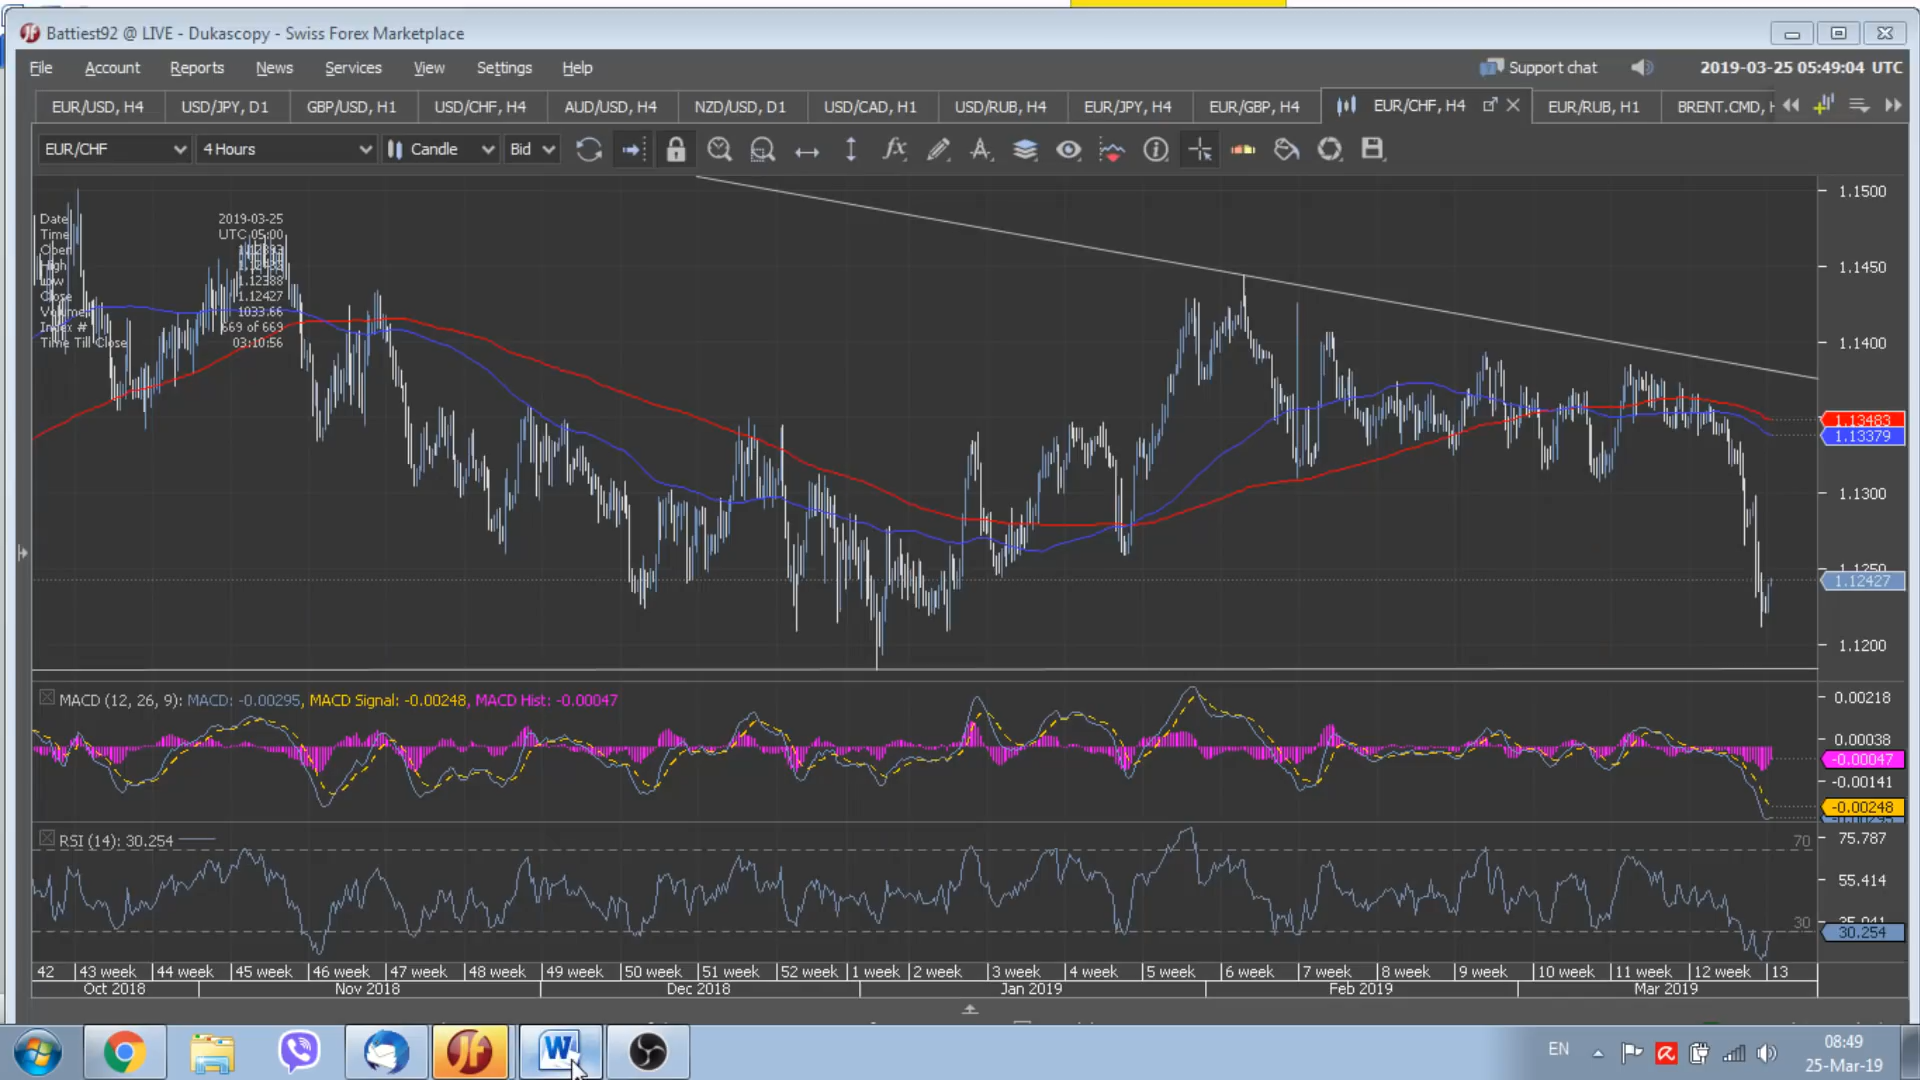 Battiest92 @ LIVE - Dukascopy - Swiss Forex Marketplace
File Account Reports News Services View Settings Help Support chat 2019-03-25 05:49:04 UTC
EUR/USD, H4 USD/JPY, D1 GBP/USD, H1 USD/CHF, H4 AUD/USD, H4 NZD/USD, D1 USD/CAD, H1 USD/RUB, H4 EUR/JPY, H4 EUR/GBP, H4 EUR/CHF, H4 EUR/RUB, H1 BRENT.CMD, H
EUR/CHF 4 Hours Candle Bid
Date 2019-03-25
Time UTC 05:00
Open
High
Low 1.12388
Close 1.12427
Volume 1033.66
Index # 669 of 669
Time Till Close 03:10:56
1.1500
1.1450
1.1400
1.13483
1.13379
1.1300
1.1250
1.12427
1.1200
MACD (12, 26, 9): MACD: -0.00295, MACD Signal: -0.00248, MACD Hist: -0.00047
0.00218
0.00038
-0.00047
-0.00141
-0.00248
-0.00295
RSI (14): 30.254
70
75.787
55.414
30
35.041
30.254
42 43 week 44 week 45 week 46 week 47 week 48 week 49 week 50 week 51 week 52 week 1 week 2 week 3 week 4 week 5 week 6 week 7 week 8 week 9 week 10 week 11 week 12 week 13
Oct 2018 Nov 2018 Dec 2018 Jan 2019 Feb 2019 Mar 2019
EN
08:49
25-Mar-19